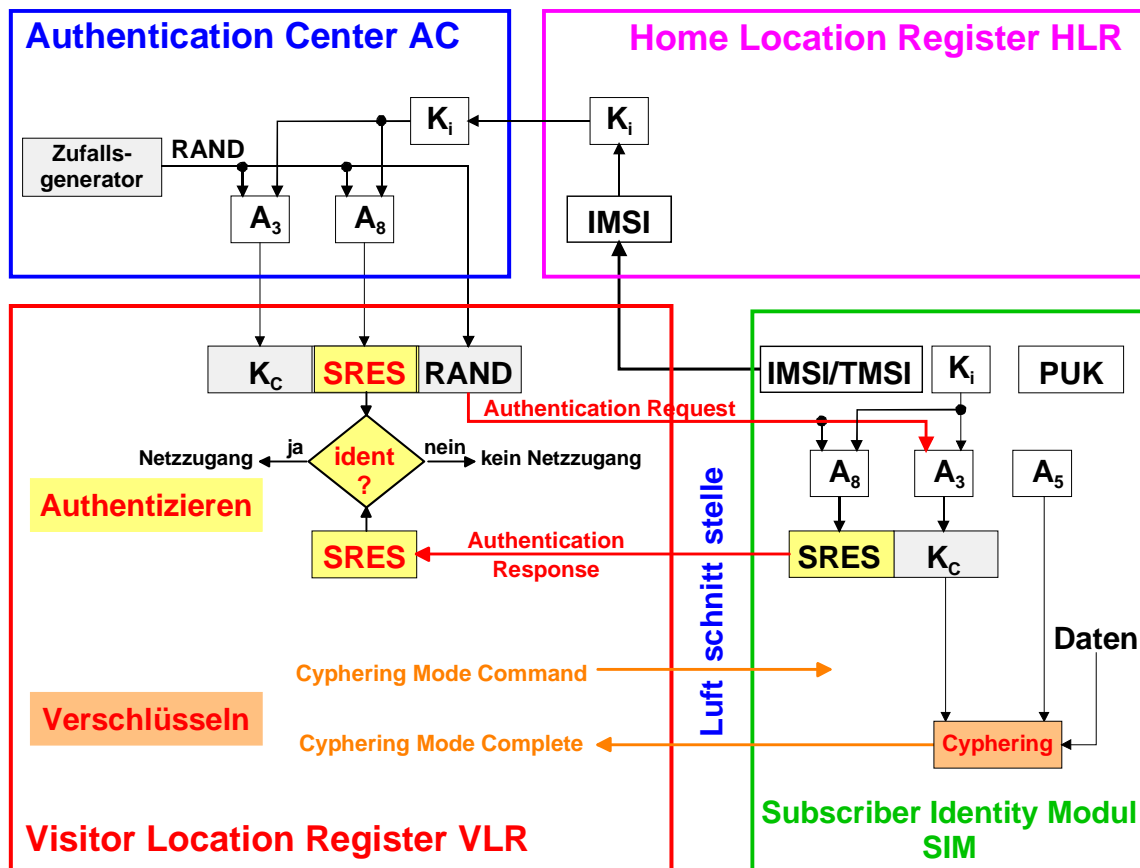 Authentication Center AC
Home Location Register HLR
Ki
Ki
Zufalls-
generator
RAND
A3
A8
IMSI
KC
SRES
RAND
IMSI/TMSI
Ki
PUK
Authentication Request
ja
nein
Netzzugang
ident
?
kein Netzzugang
A8
A3
A5
Authentizieren
SRES
Authentication
Response
SRES
KC
Luft schnitt stelle
Daten
Cyphering Mode Command
Verschlüsseln
Cyphering Mode Complete
Cyphering
Visitor Location Register VLR
Subscriber Identity Modul
SIM